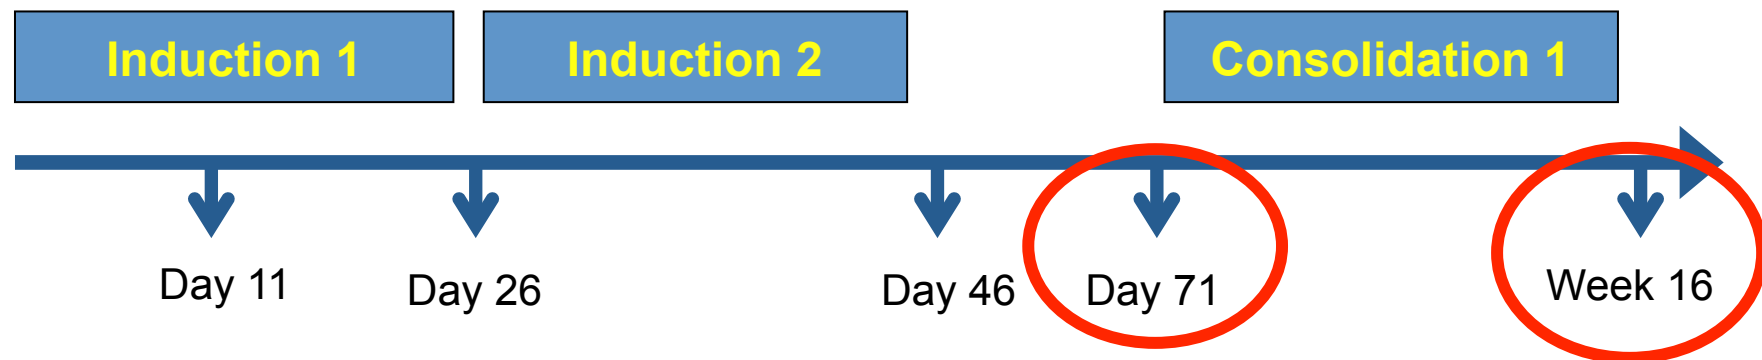 Induction 1
Induction 2
Consolidation 1
Day 11
Day 26
Day 46
Day 71
Week 16